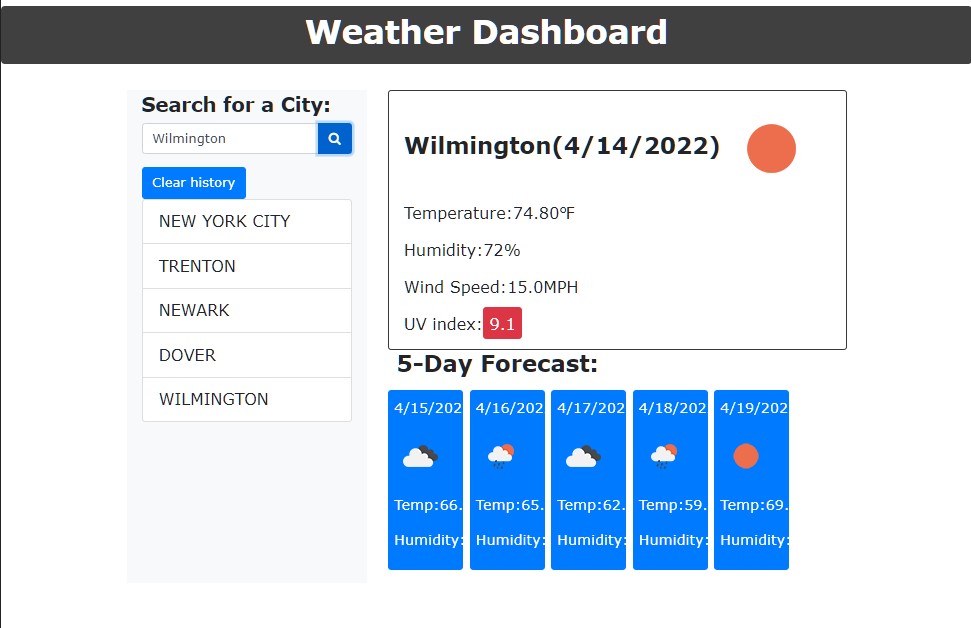 Weather Dashboard
Search for a City:
Wilmington
Clear history
NEW YORK CITY
TRENTON
NEWARK
DOVER
WILMINGTON
Wilmington(4/14/2022)
Temperature:74.80°F
Humidity:72%
Wind Speed:15.0MPH
UV index: 9.1
5-Day Forecast:
4/15/202 4/16/202 4/17/202 4/18/202 4/19/202
Temp:66. Temp:65. Temp:62. Temp:59. Temp:69.
Humidity: Humidity: Humidity: Humidity: Humidity: